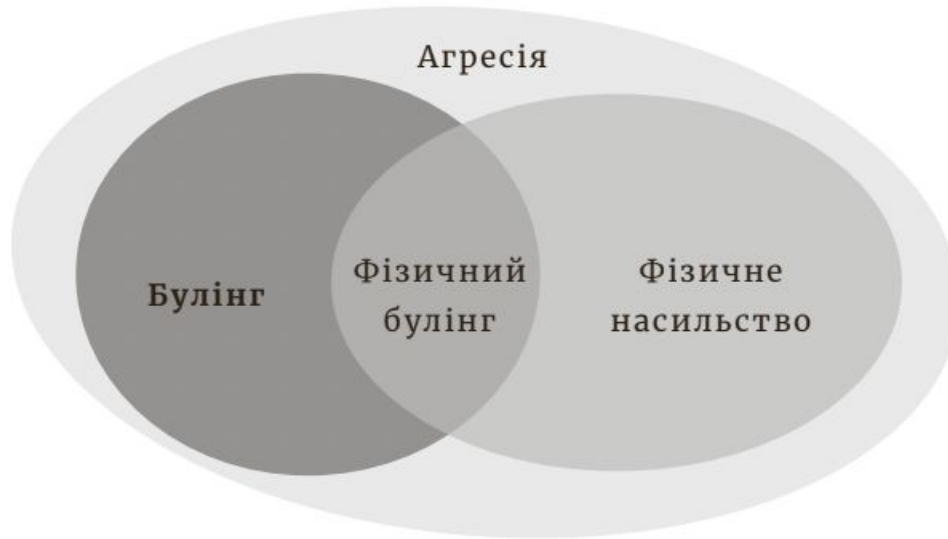 Агресія
Булінг
Фізичний
булінг
Фізичне
насильство